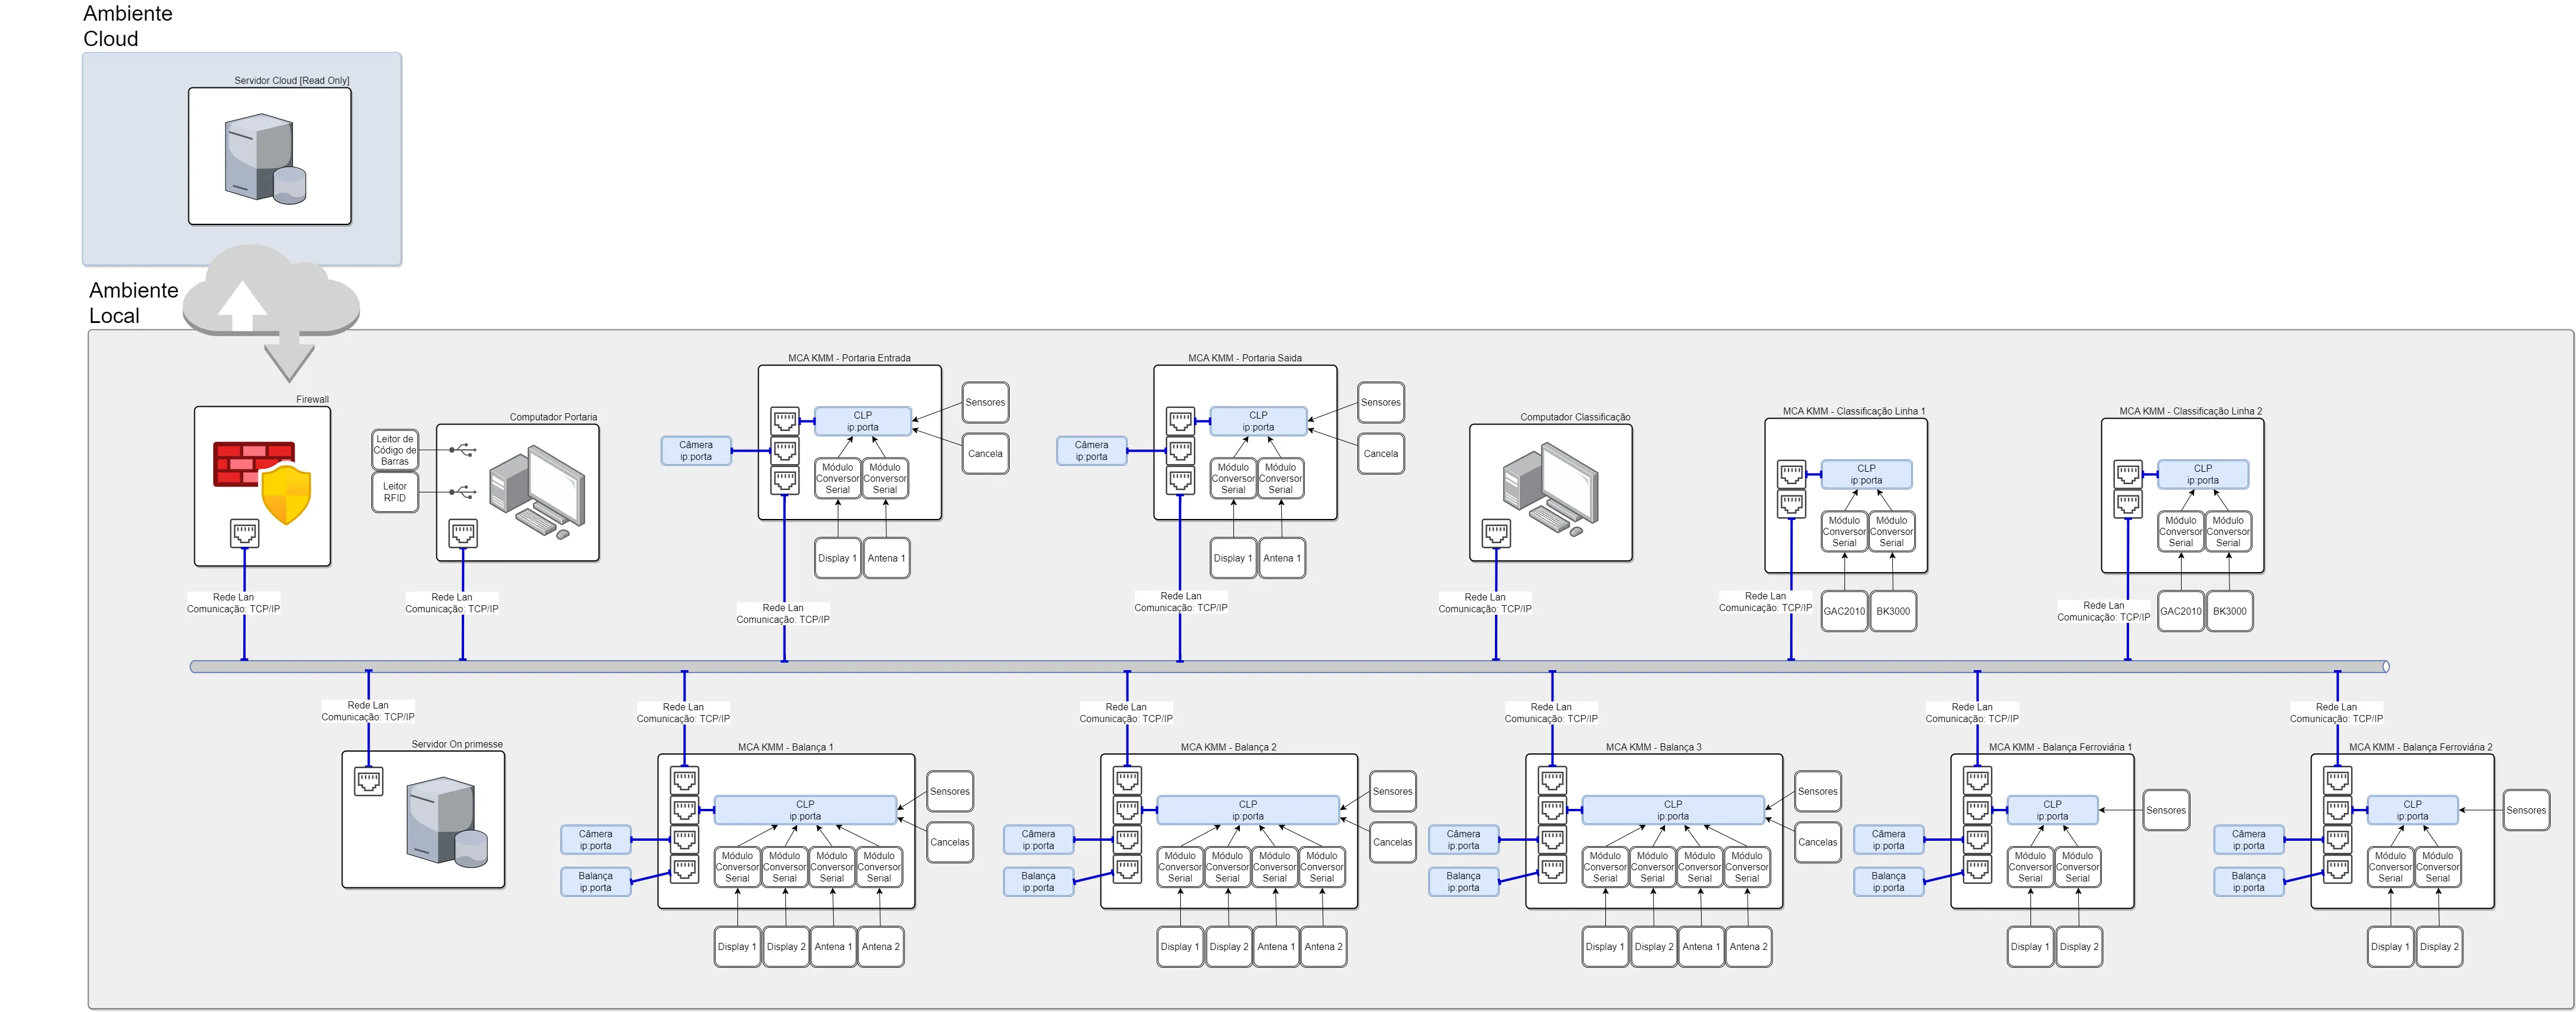 Ambiente
Cloud
Servidor Cloud [Read Only]
Ambiente
Local
Firewall
Rede Lan
Comunicação: TCP/IP
Computador Portaria
Leitor de
Código de
Barras
Leitor
RFID
Rede Lan
Comunicação: TCP/IP
MCA KMM - Portaria Entrada
Câmera
ip:porta
CLP
ip:porta
Módulo
Conversor
Serial
Módulo
Conversor
Serial
Sensores
Cancela
Display 1
Antena 1
Rede Lan
Comunicação: TCP/IP
MCA KMM - Portaria Saida
Câmera
ip:porta
CLP
ip:porta
Módulo
Conversor
Serial
Módulo
Conversor
Serial
Sensores
Cancela
Display 1
Antena 1
Rede Lan
Comunicação: TCP/IP
Computador Classificação
Rede Lan
Comunicação: TCP/IP
MCA KMM - Classificação Linha 1
CLP
ip:porta
Módulo
Conversor
Serial
Módulo
Conversor
Serial
GAC2010
BK3000
Rede Lan
Comunicação: TCP/IP
MCA KMM - Classificação Linha 2
CLP
ip:porta
Módulo
Conversor
Serial
Módulo
Conversor
Serial
GAC2010
BK3000
Rede Lan
Comunicação: TCP/IP
Rede Lan
Comunicação: TCP/IP
Servidor On primesse
Rede Lan
Comunicação: TCP/IP
MCA KMM - Balança 1
Câmera
ip:porta
Balança
ip:porta
CLP
ip:porta
Módulo
Conversor
Serial
Módulo
Conversor
Serial
Módulo
Conversor
Serial
Módulo
Conversor
Serial
Sensores
Cancelas
Display 1
Display 2
Antena 1
Antena 2
Rede Lan
Comunicação: TCP/IP
MCA KMM - Balança 2
Câmera
ip:porta
Balança
ip:porta
CLP
ip:porta
Módulo
Conversor
Serial
Módulo
Conversor
Serial
Módulo
Conversor
Serial
Módulo
Conversor
Serial
Sensores
Cancelas
Display 1
Display 2
Antena 1
Antena 2
Rede Lan
Comunicação: TCP/IP
MCA KMM - Balança 3
Câmera
ip:porta
Balança
ip:porta
CLP
ip:porta
Módulo
Conversor
Serial
Módulo
Conversor
Serial
Módulo
Conversor
Serial
Módulo
Conversor
Serial
Sensores
Cancelas
Display 1
Display 2
Antena 1
Antena 2
Rede Lan
Comunicação: TCP/IP
MCA KMM - Balança Ferroviária 1
Câmera
ip:porta
Balança
ip:porta
CLP
ip:porta
Módulo
Conversor
Serial
Módulo
Conversor
Serial
Sensores
Display 1
Display 2
Rede Lan
Comunicação: TCP/IP
MCA KMM - Balança Ferroviária 2
Câmera
ip:porta
Balança
ip:porta
CLP
ip:porta
Módulo
Conversor
Serial
Módulo
Conversor
Serial
Sensores
Display 1
Display 2